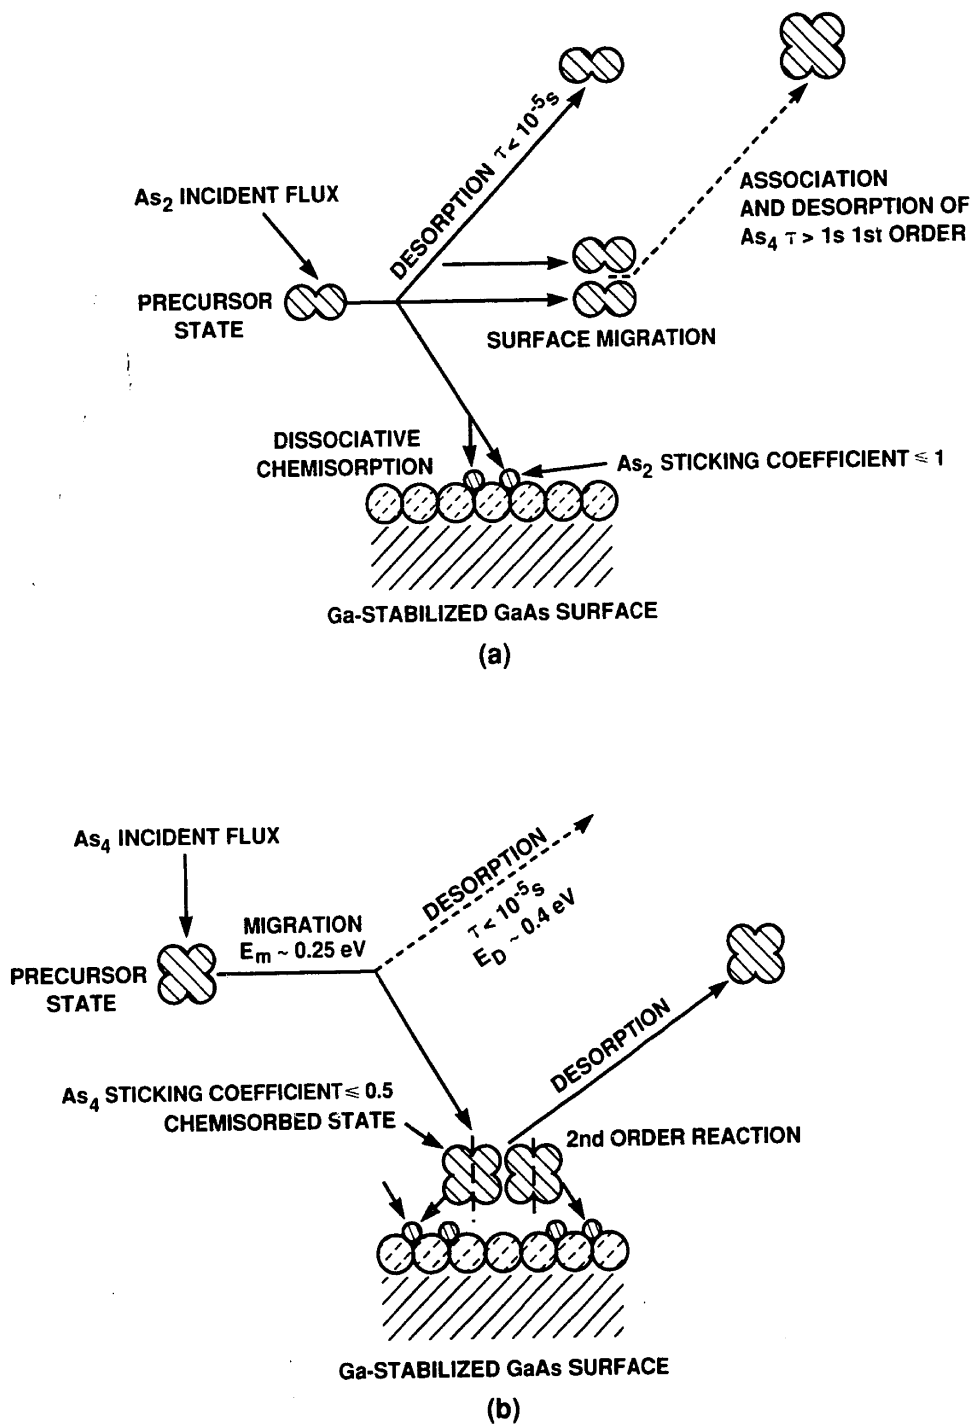 As2 INCIDENT FLUX
DESORPTION τ < 10^-5 s
ASSOCIATION
AND DESORPTION OF
As4 τ > 1s 1st ORDER
PRECURSOR
STATE
SURFACE MIGRATION
DISSOCIATIVE
CHEMISORPTION
As2 STICKING COEFFICIENT ⩽ 1
Ga-STABILIZED GaAs SURFACE
(a)
As4 INCIDENT FLUX
DESORPTION
τ < 10^-5 s
ED ~ 0.4 eV
MIGRATION
Em ~ 0.25 eV
PRECURSOR
STATE
DESORPTION
As4 STICKING COEFFICIENT ⩽ 0.5
CHEMISORBED STATE
2nd ORDER REACTION
Ga-STABILIZED GaAs SURFACE
(b)